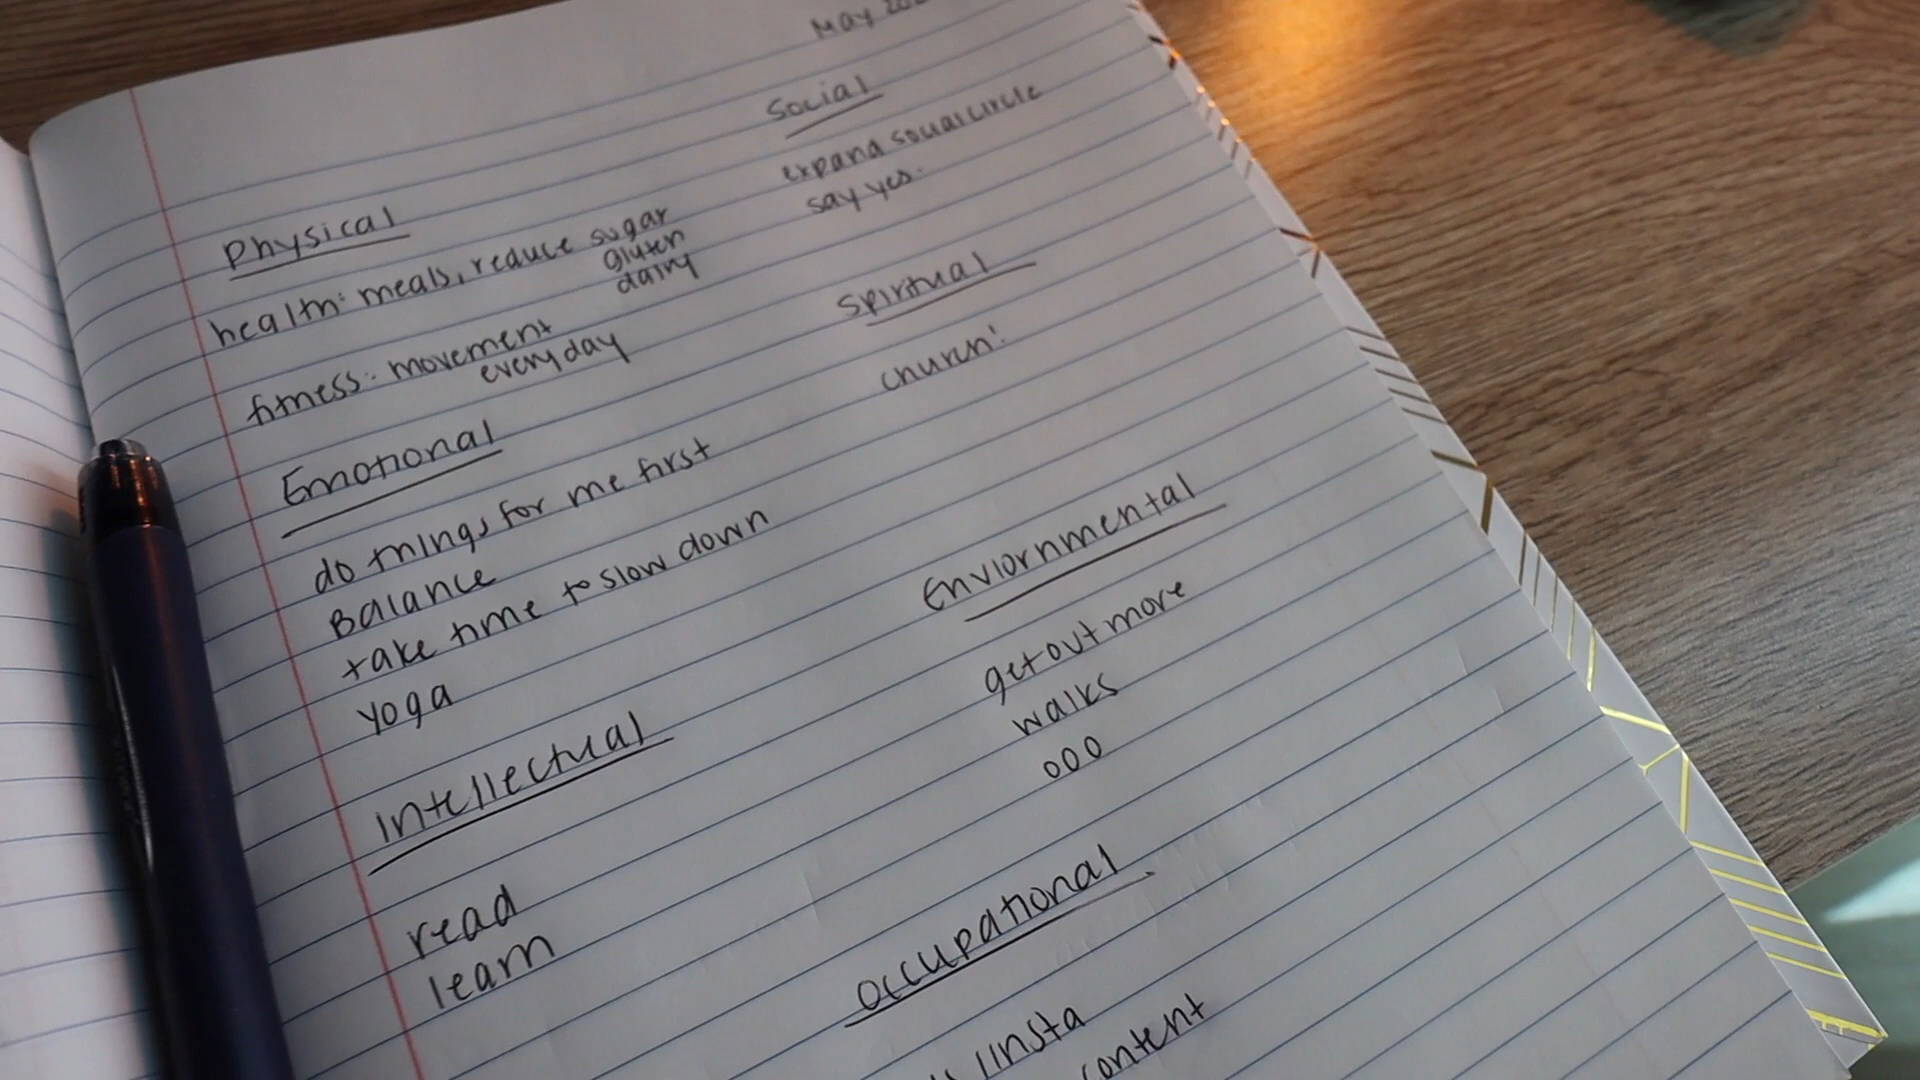 May
Physical
health: meals, reduce sugar
gluten
dairy
fitness: movement
everyday
Emotional
do things for me first
Balance
take time to slow down
yoga
Intellectual
read
learn
Social
expand social circle
say yes.
Spiritual
church!
Enviornmental
get out more
walks
ooo
Occupational
insta
content